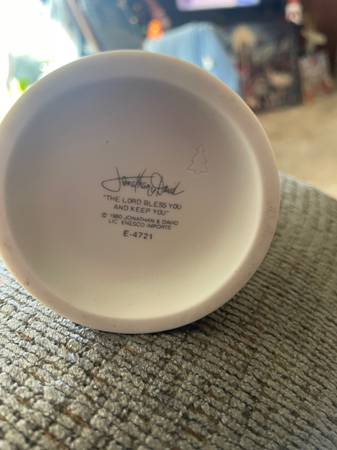 Jonathan & David
"THE LORD BLESS YOU
AND KEEP YOU"
© 1980 JONATHAN & DAVID
LIC. ENESCO IMPORTS
E-4721